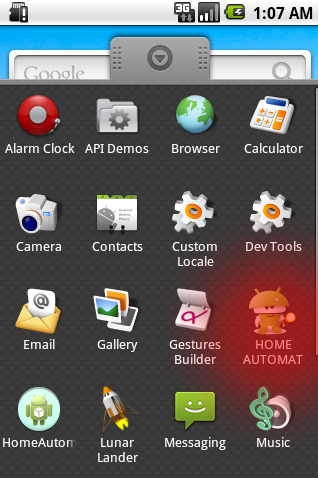 3G 1:07 AM
Google
Alarm Clock API Demos Browser Calculator
Camera Contacts Custom Locale Dev Tools
Email Gallery Gestures Builder HOME AUTOMAT
HomeAutom Lunar Lander Messaging Music